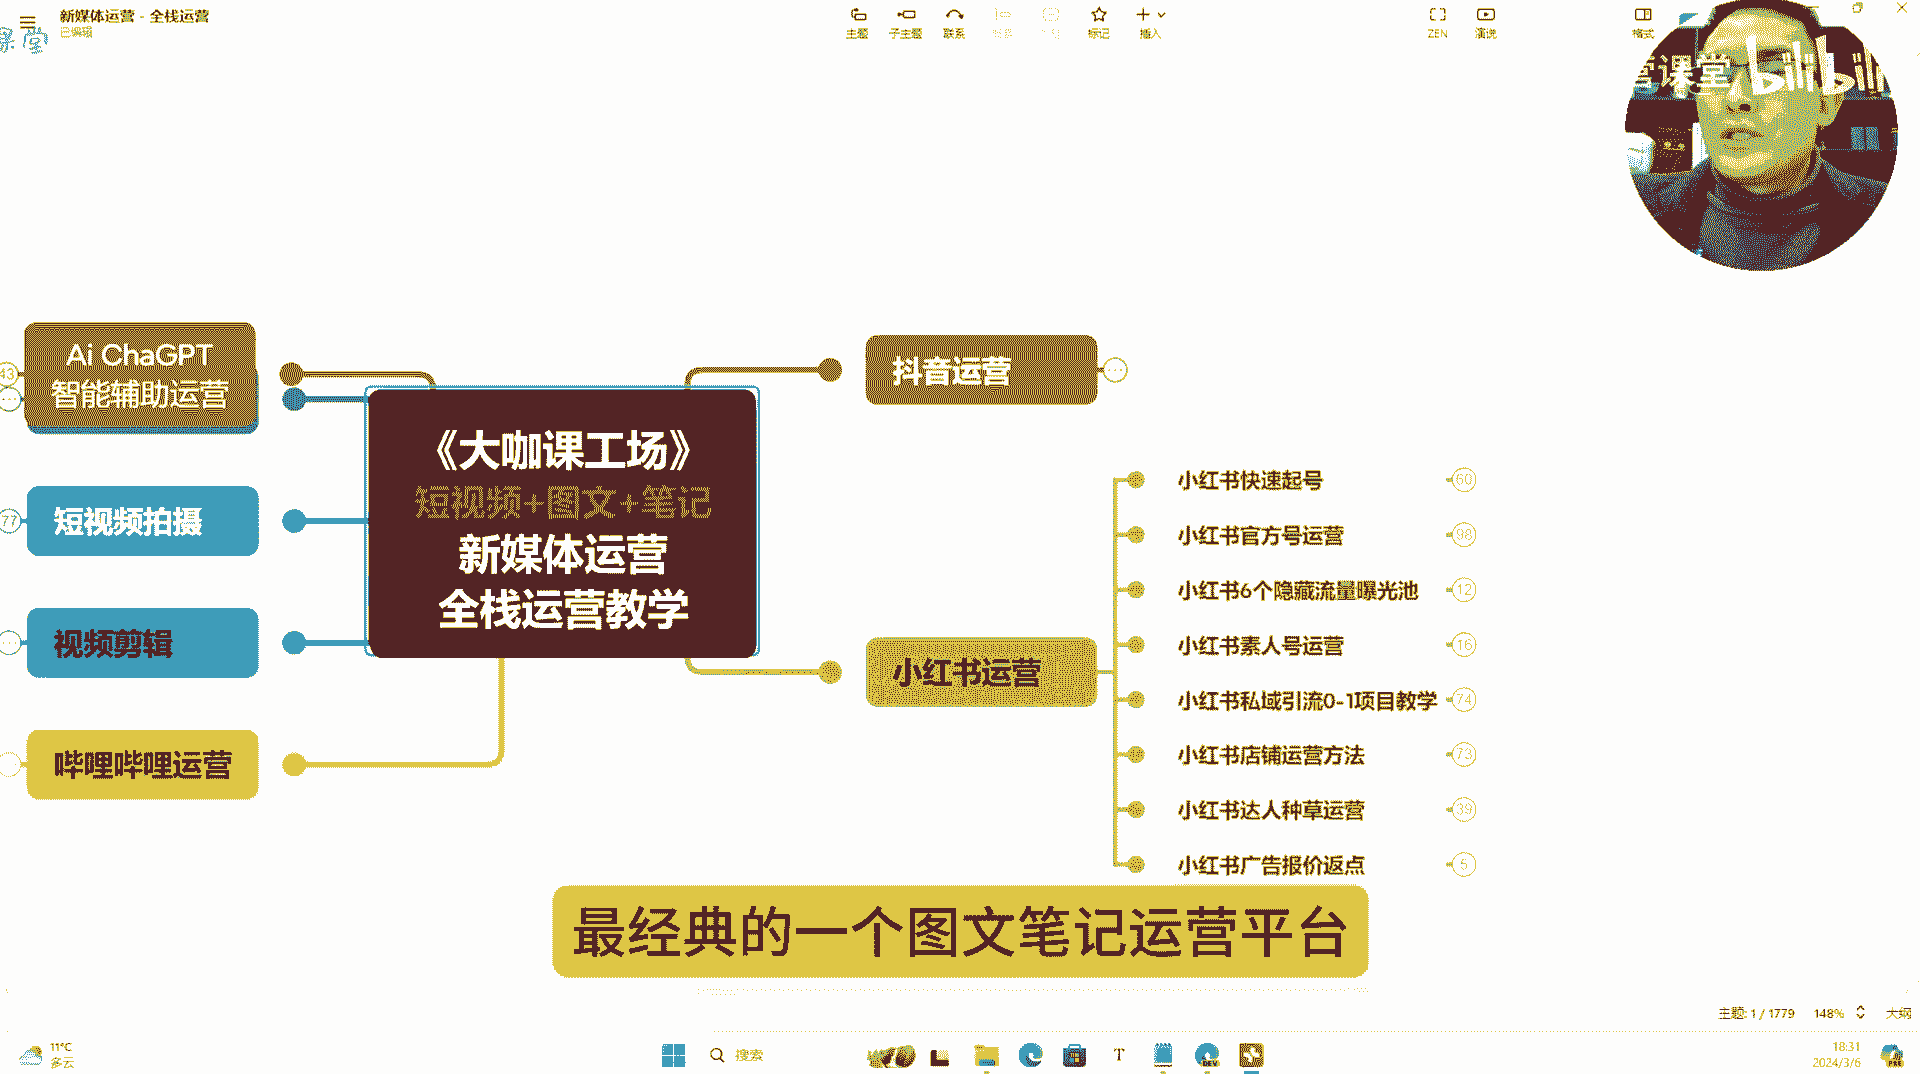 新媒体运营 - 全栈运营
已编辑
课堂
主题
子主题
联系
标记
插入
ZEN
演说
格式
营课堂 bilibili
Ai ChaGPT
智能辅助运营
43
短视频拍摄
77
视频剪辑
哔哩哔哩运营
《大咖课工场》
短视频+图文+笔记
新媒体运营
全栈运营教学
抖音运营
小红书运营
小红书快速起号 60
小红书官方号运营 98
小红书6个隐藏流量曝光池 12
小红书素人号运营 16
小红书私域引流0-1项目教学 74
小红书店铺运营方法 73
小红书达人种草运营 39
小红书广告报价返点 5
最经典的一个图文笔记运营平台
主题: 1 / 1779 148% 大纲
11°C
多云
搜索
T
DEV
18:31
2024/3/6
PRE